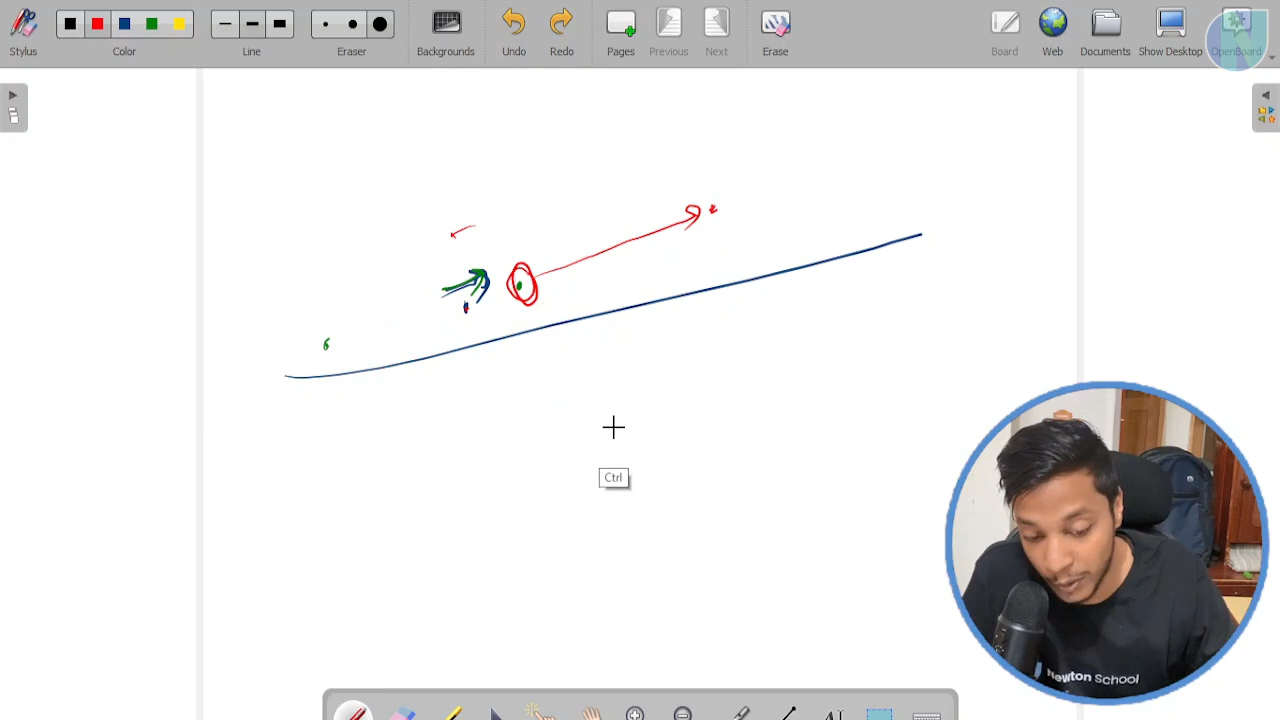 Stylus
Color
Line
Eraser
Backgrounds
Undo
Redo
Pages
Previous
Next
Erase
Board
Web
Documents
Show Desktop
OpenBoard
Ctrl
Newton School